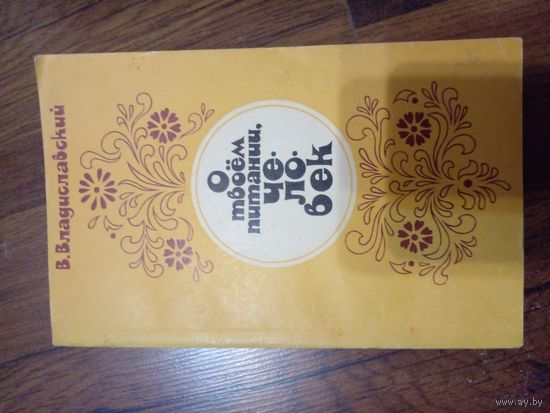 В. Владиславский
О
твоём
питании,
че.
ло.
век
www.ay.by